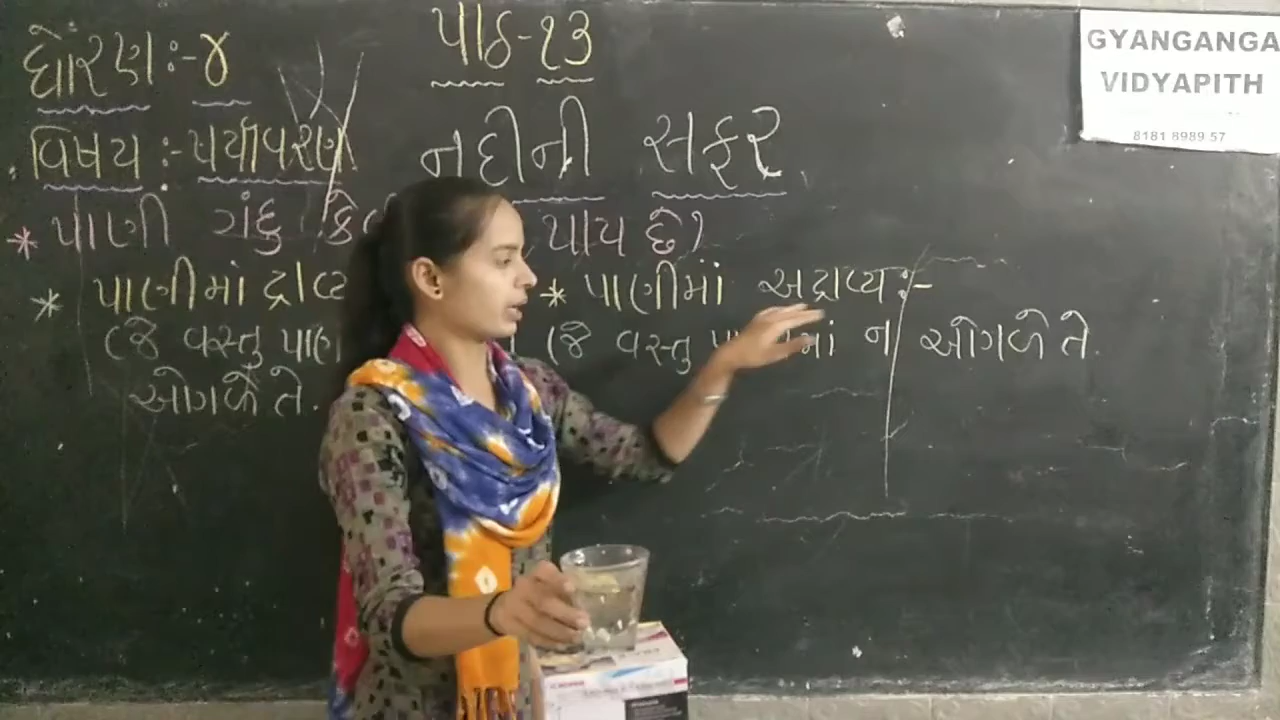 ધોરણ:-૪
પાઠ-૧૩
GYANGANGA
VIDYAPITH
8181 8989 57
વિષય:-પર્યાવરણ
નદીની સફર
* પાણી ગંદુ થાય છે?
* પાણીમાં
* પાણીમાં અદ્રાવ્ય:-
(જે વસ્તુ
(જે વસ્તુ ન ઓગળે તે.
ઓગળે તે.